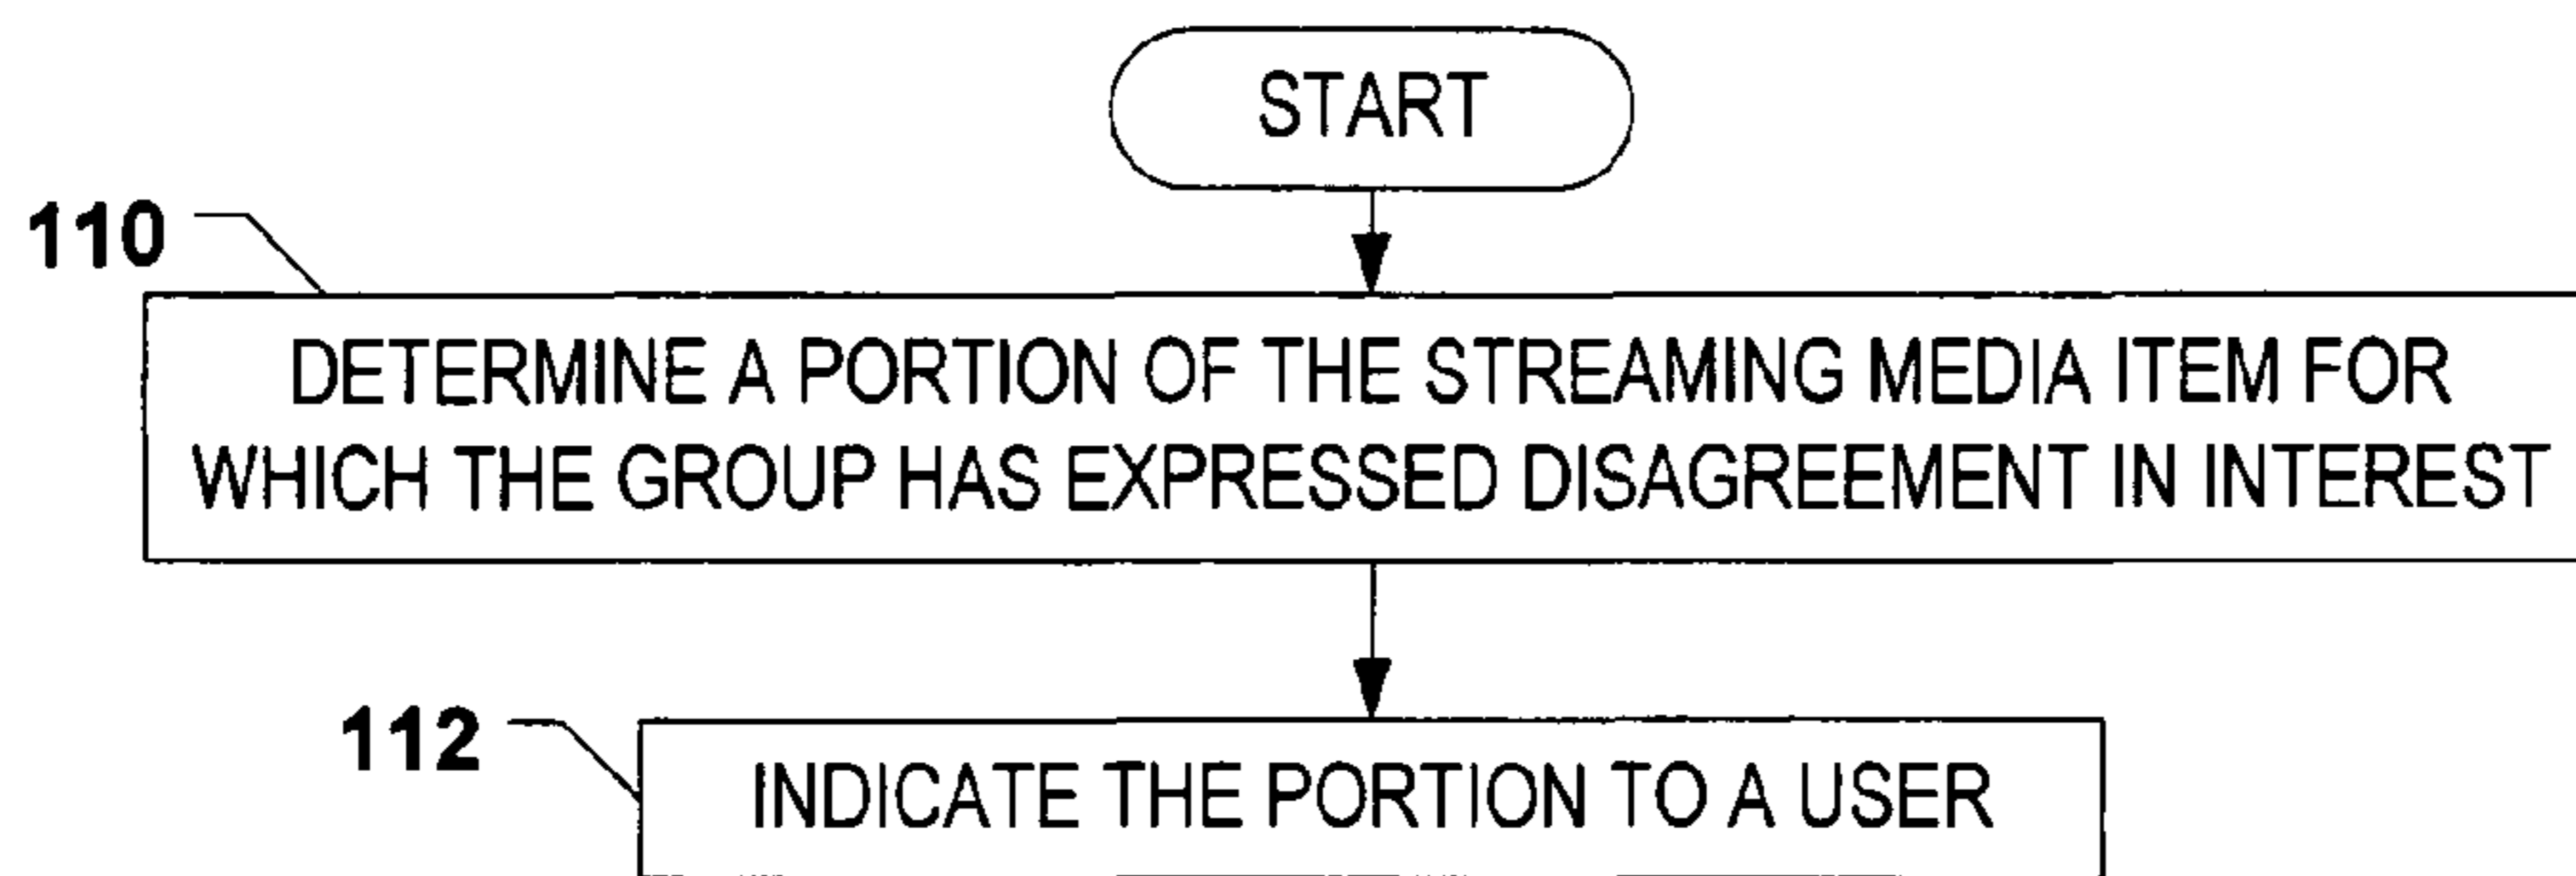 START
110
DETERMINE A PORTION OF THE STREAMING MEDIA ITEM FOR
WHICH THE GROUP HAS EXPRESSED DISAGREEMENT IN INTEREST
112
INDICATE THE PORTION TO A USER